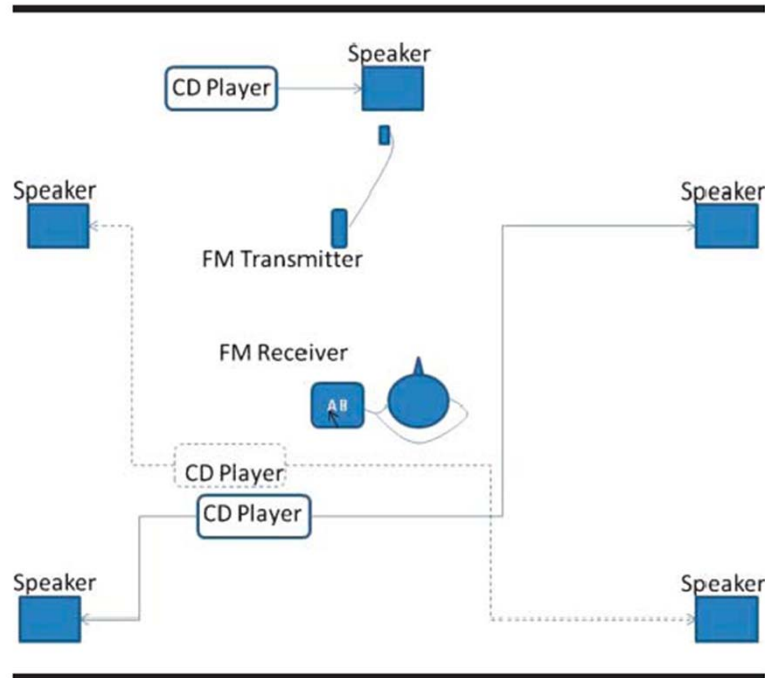 Speaker
CD Player
Speaker
Speaker
FM Transmitter
FM Receiver
AB
CD Player
CD Player
Speaker
Speaker